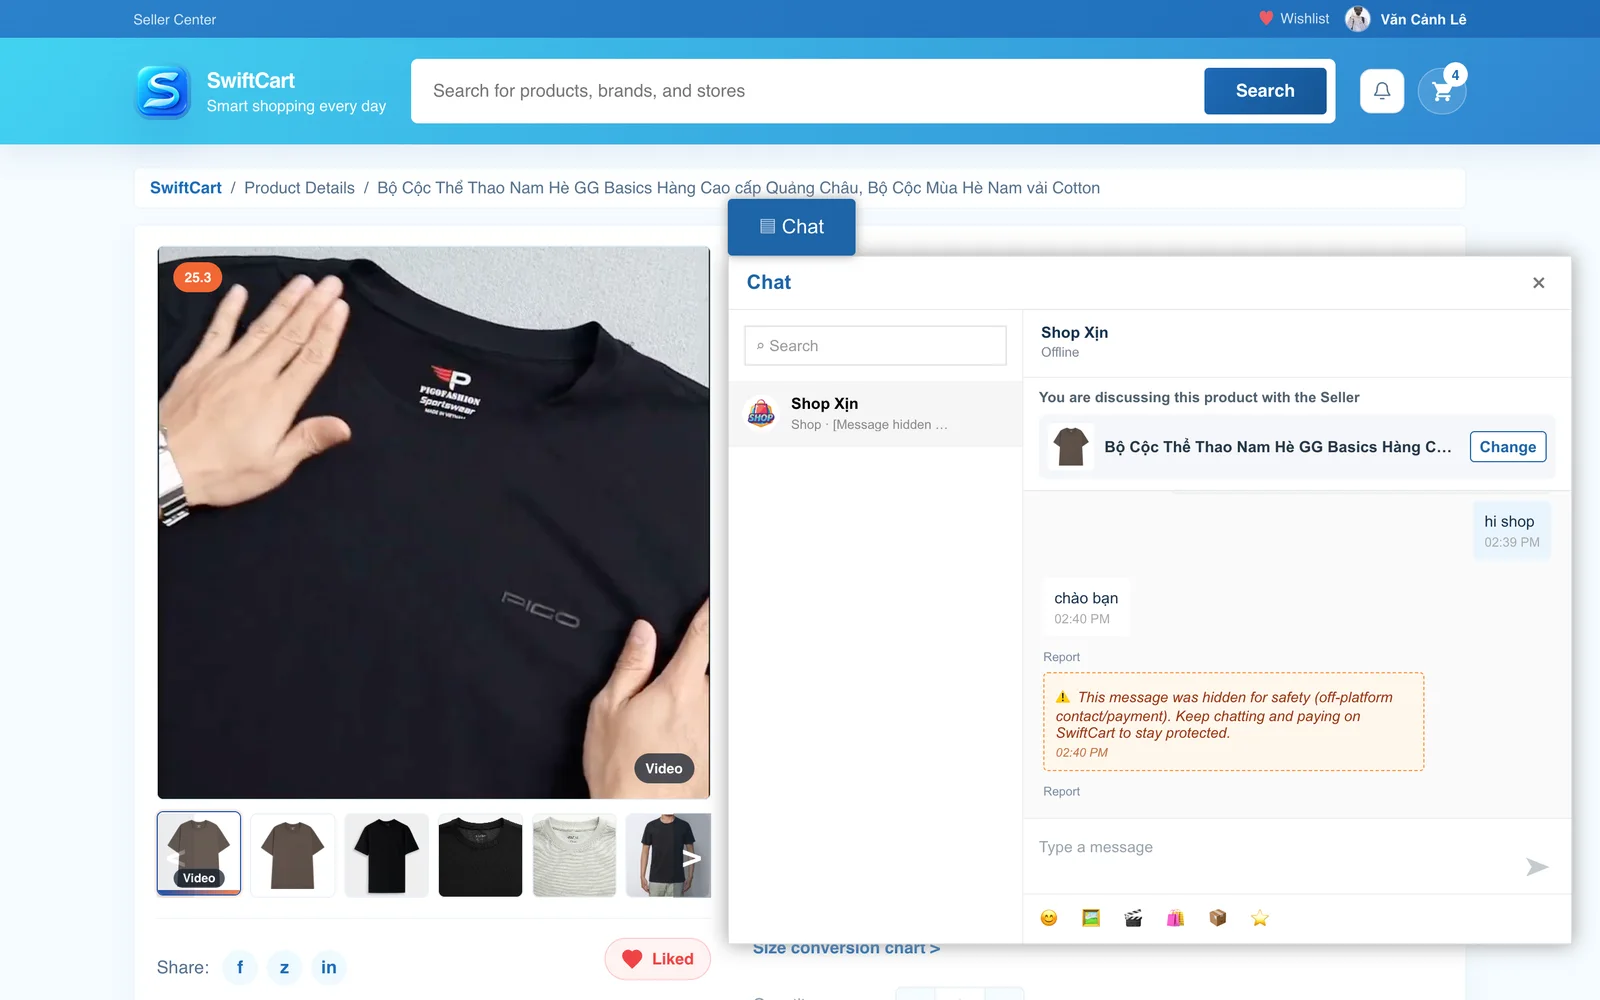 Seller Center
Wishlist
Văn Cảnh Lê
SwiftCart
Smart shopping every day
Search for products, brands, and stores
Search
4
SwiftCart / Product Details / Bộ Cộc Thể Thao Nam Hè GG Basics Hàng Cao cấp Quảng Châu, Bộ Cộc Mùa Hè Nam vải Cotton
Chat
25.3
PICOFASHION
Sportswear
MADE IN VIETNAM
PICO
Video
Video
Share:
f
z
in
Liked
Chat
×
Search
Shop Xịn
Shop · [Message hidden …
SHOP
Shop Xịn
Offline
You are discussing this product with the Seller
Bộ Cộc Thể Thao Nam Hè GG Basics Hàng C...
Change
hi shop
02:39 PM
chào bạn
02:40 PM
Report
This message was hidden for safety (off-platform
contact/payment). Keep chatting and paying on
SwiftCart to stay protected.
02:40 PM
Report
Type a message
Size conversion chart >